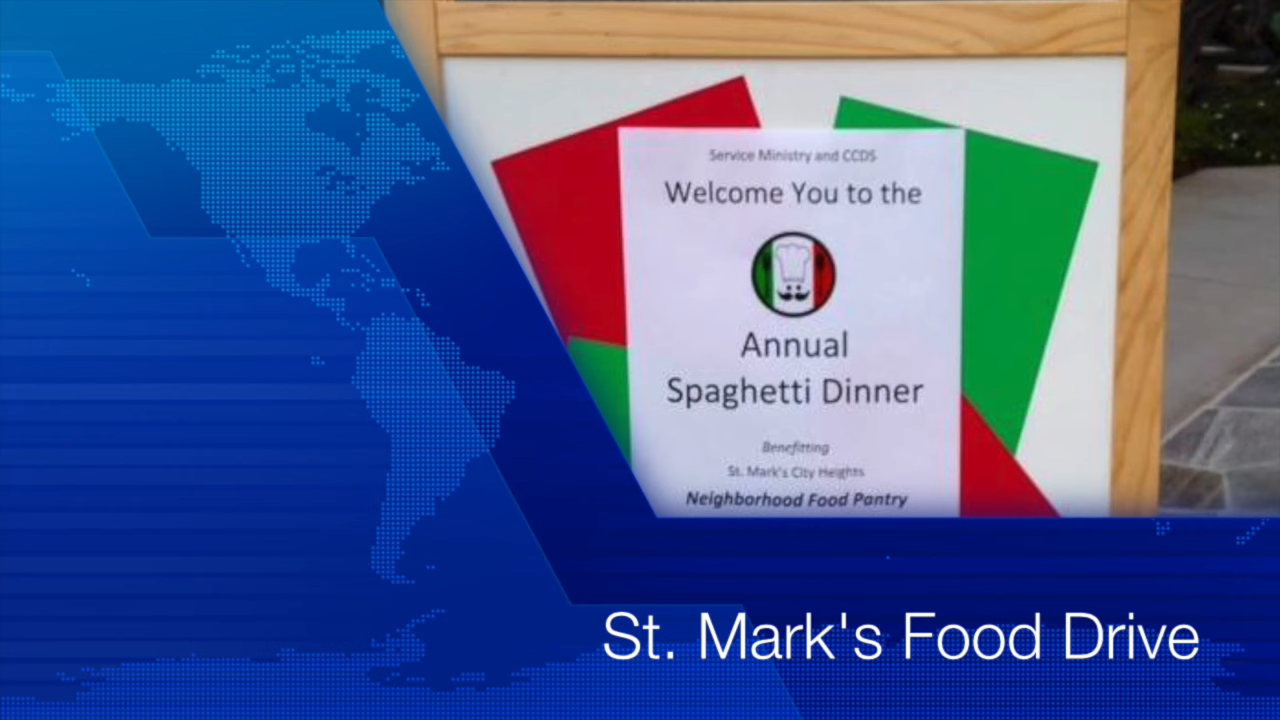 Service Ministry and CCDS
Welcome You to the
Annual
Spaghetti Dinner
Benefitting
St. Mark's City Heights
Neighborhood Food Pantry
St. Mark's Food Drive